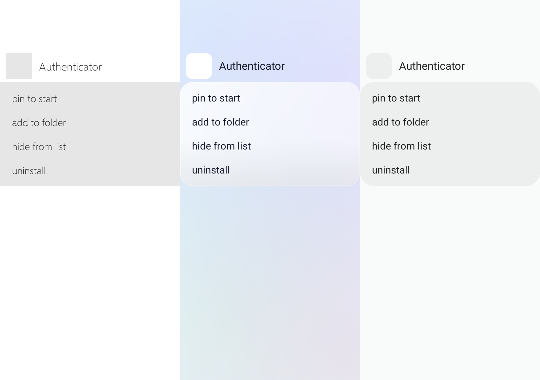 Authenticator
pin to start
add to folder
hide from list
uninstall
Authenticator
pin to start
add to folder
hide from list
uninstall
Authenticator
pin to start
add to folder
hide from list
uninstall